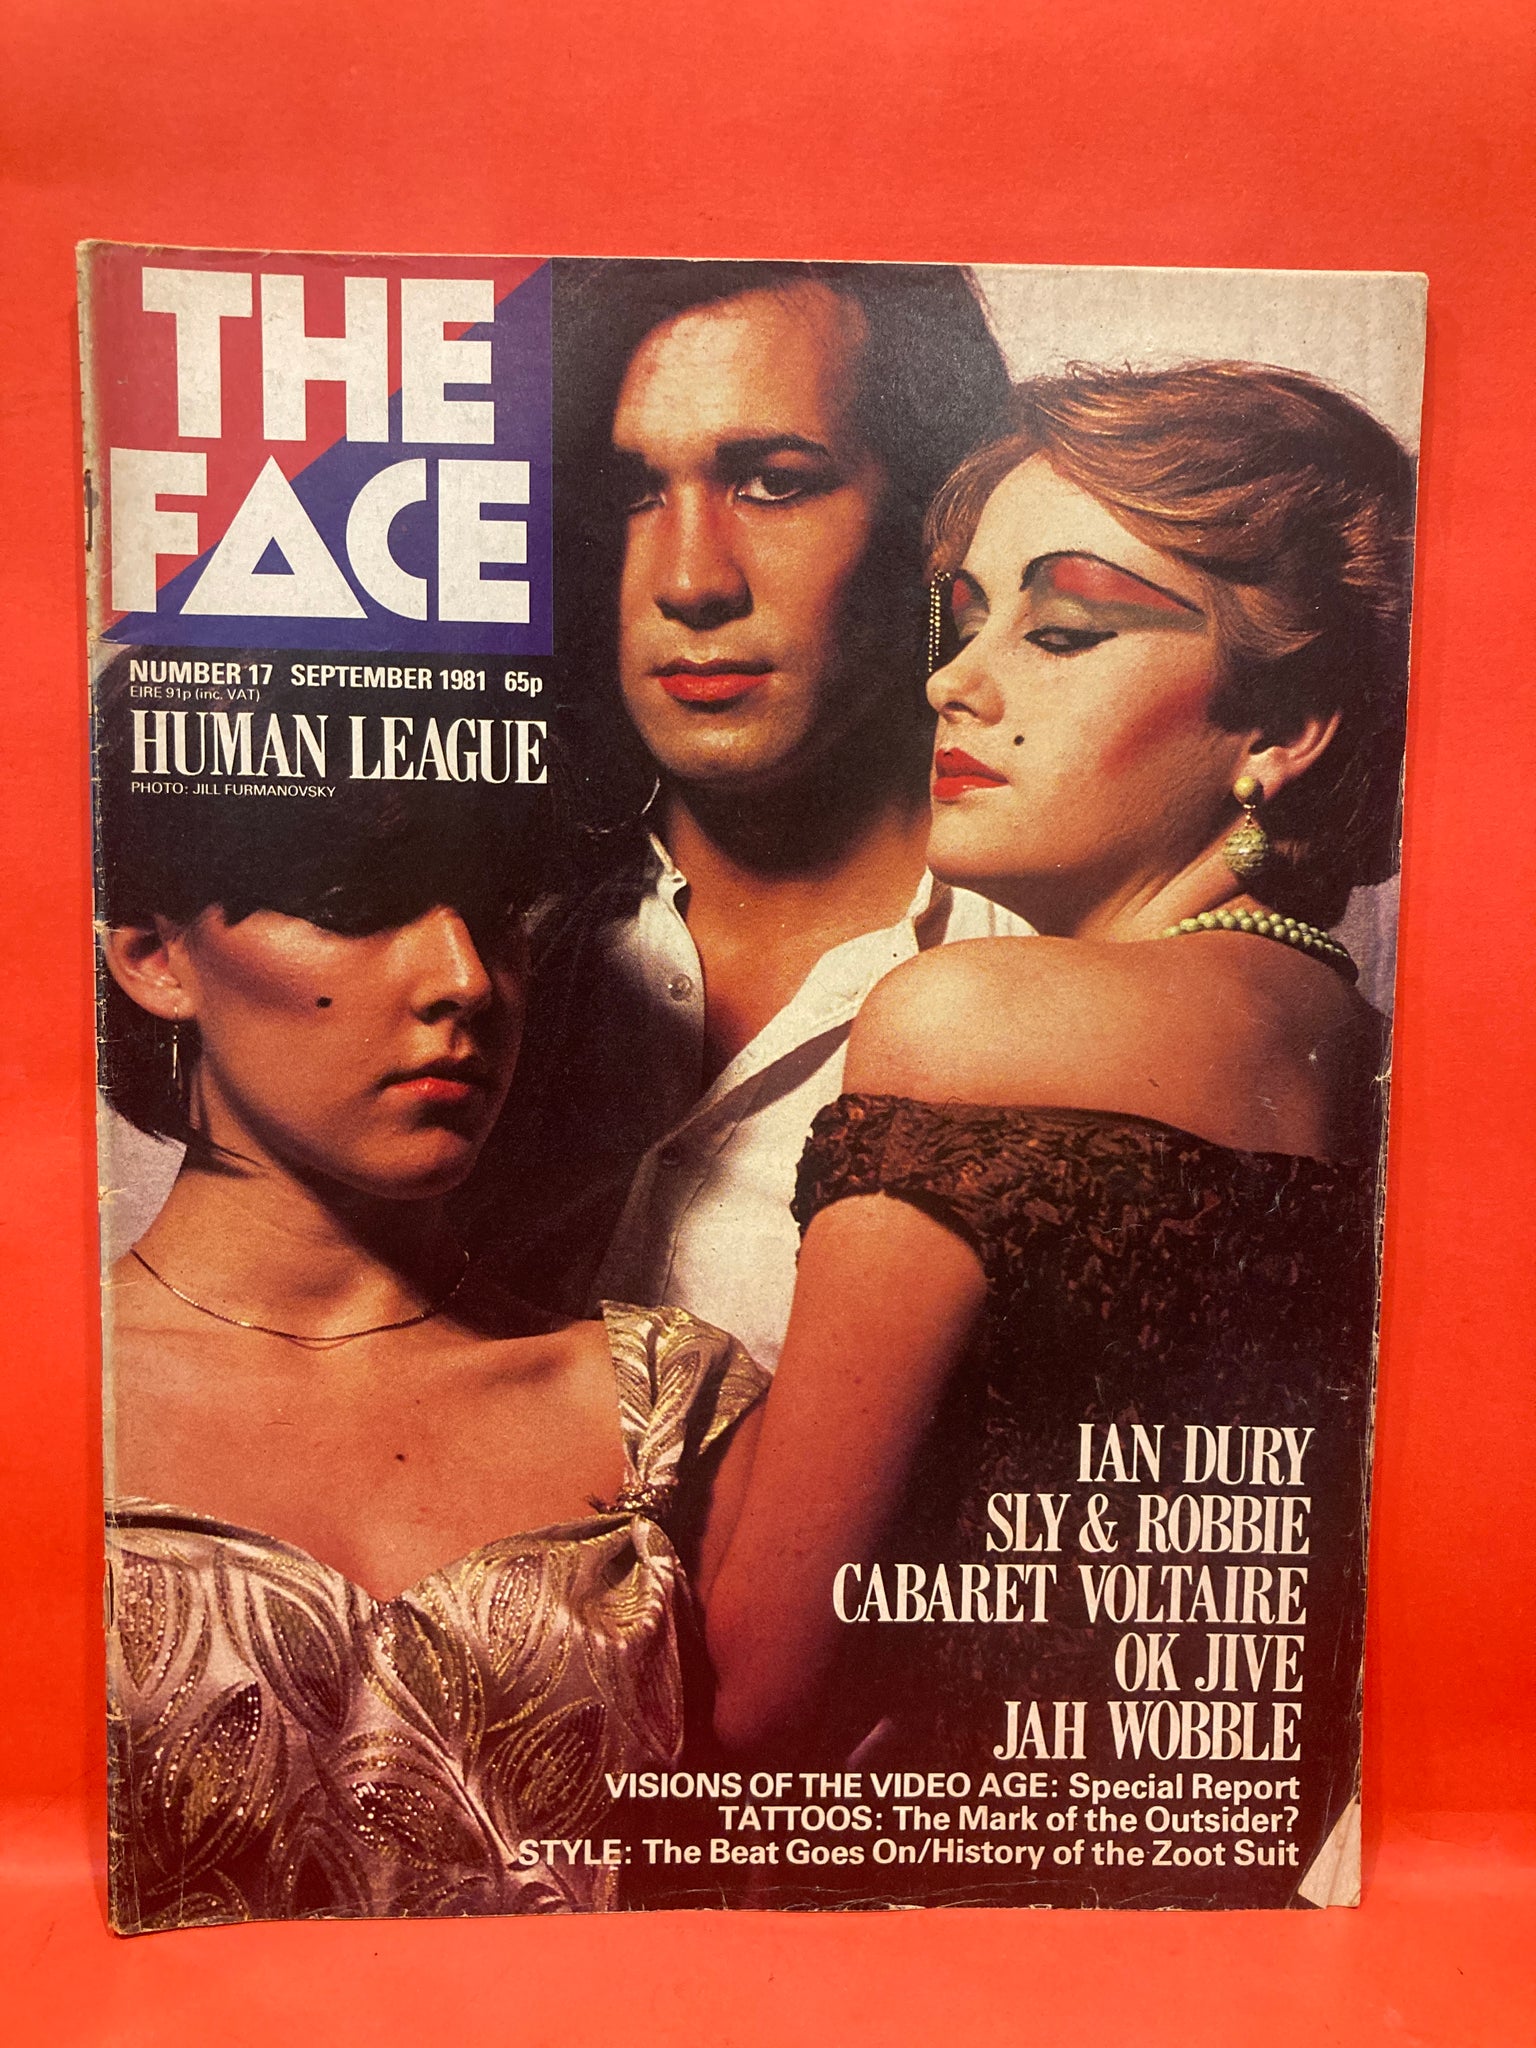 THE
FACE
NUMBER 17 SEPTEMBER 1981 65p
EIRE 91p (inc. VAT)
HUMAN LEAGUE
PHOTO: JILL FURMANOVSKY
IAN DURY
SLY & ROBBIE
CABARET VOLTAIRE
OK JIVE
JAH WOBBLE
VISIONS OF THE VIDEO AGE: Special Report
TATTOOS: The Mark of the Outsider?
STYLE: The Beat Goes On/History of the Zoot Suit